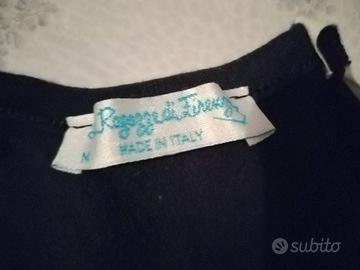 Ragazze di Firenze
MADE IN ITALY
subito